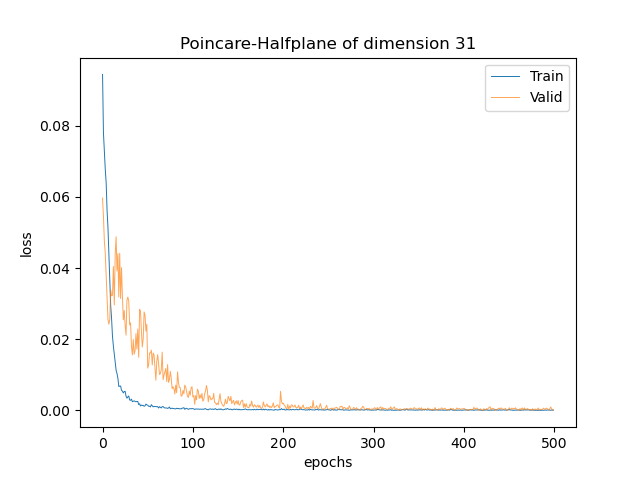 Poincare-Halfplane of dimension 31
Train
Valid
loss
0.08
0.06
0.04
0.02
0.00
0 100 200 300 400 500
epochs